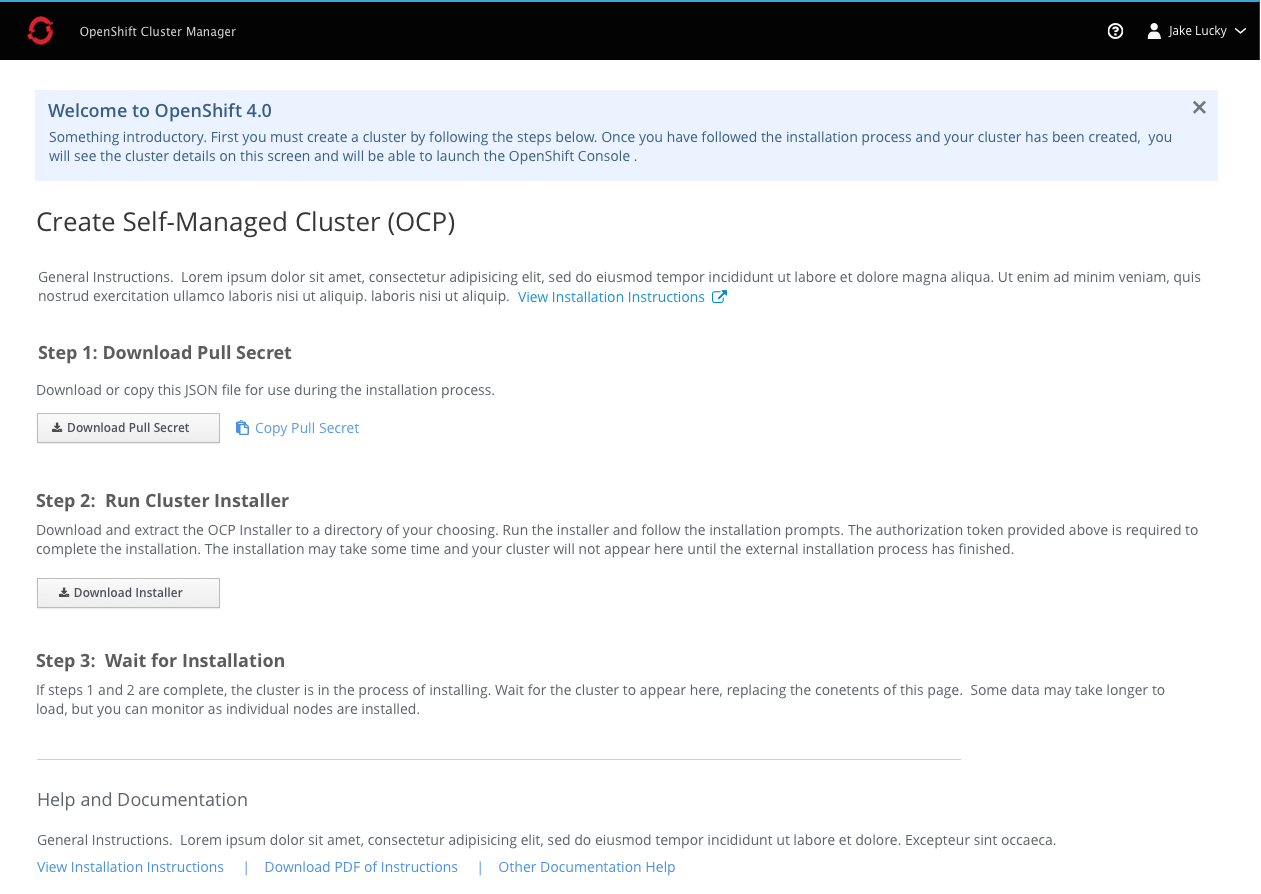 OpenShift Cluster Manager
Jake Lucky
Welcome to OpenShift 4.0
Something introductory. First you must create a cluster by following the steps below. Once you have followed the installation process and your cluster has been created,  you
will see the cluster details on this screen and will be able to launch the OpenShift Console .
Create Self-Managed Cluster (OCP)
General Instructions.  Lorem ipsum dolor sit amet, consectetur adipisicing elit, sed do eiusmod tempor incididunt ut labore et dolore magna aliqua. Ut enim ad minim veniam, quis
nostrud exercitation ullamco laboris nisi ut aliquip. laboris nisi ut aliquip.  View Installation Instructions
Step 1: Download Pull Secret
Download or copy this JSON file for use during the installation process.
Download Pull Secret Copy Pull Secret
Step 2:  Run Cluster Installer
Download and extract the OCP Installer to a directory of your choosing. Run the installer and follow the installation prompts. The authorization token provided above is required to
complete the installation. The installation may take some time and your cluster will not appear here until the external installation process has finished.
Download Installer
Step 3:  Wait for Installation
If steps 1 and 2 are complete, the cluster is in the process of installing. Wait for the cluster to appear here, replacing the conetents of this page.  Some data may take longer to
load, but you can monitor as individual nodes are installed.
Help and Documentation
General Instructions.  Lorem ipsum dolor sit amet, consectetur adipisicing elit, sed do eiusmod tempor incididunt ut labore et dolore. Excepteur sint occaeca.
View Installation Instructions | Download PDF of Instructions | Other Documentation Help